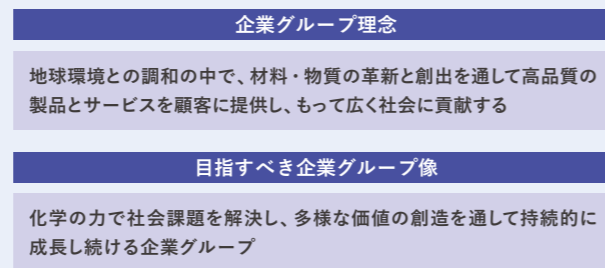 企業グループ理念
地球環境との調和の中で、材料・物質の革新と創出を通して高品質の
製品とサービスを顧客に提供し、もって広く社会に貢献する
目指すべき企業グループ像
化学の力で社会課題を解決し、多様な価値の創造を通して持続的に
成長し続ける企業グループ